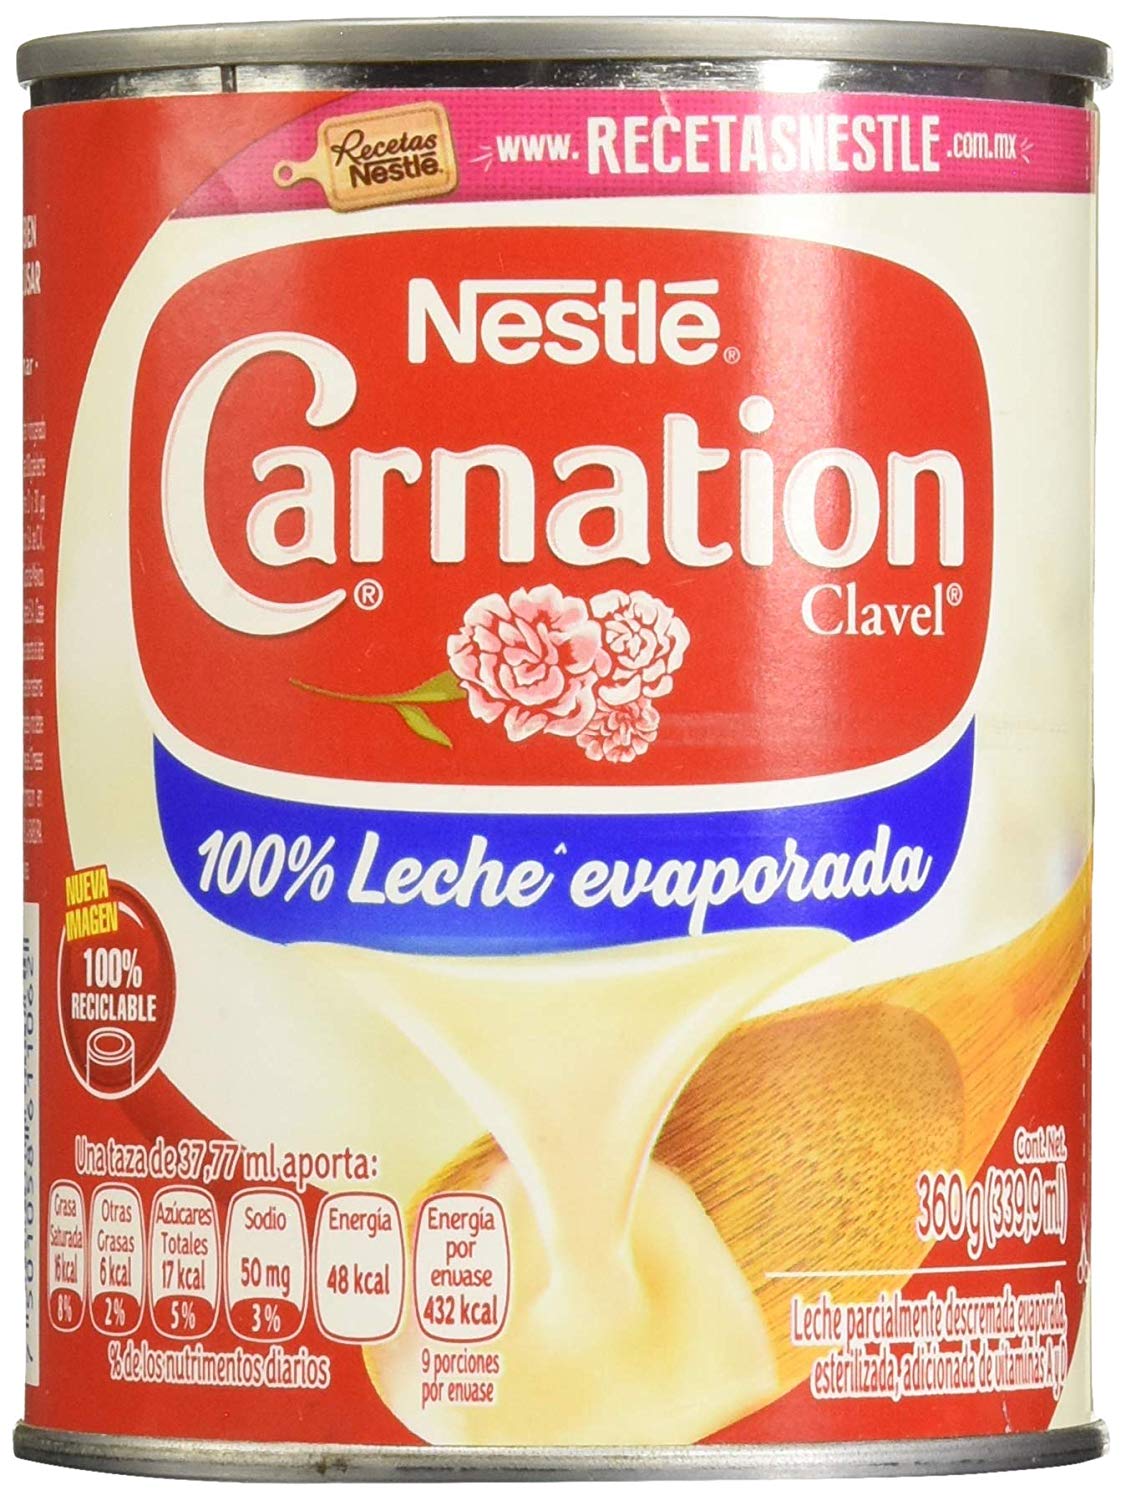 Recetas
Nestlé
www.RECETASNESTLE.com.mx
Nestlé®
Carnation®
Clavel®
100% Leche^ evaporada
NUEVA
IMAGEN
100%
RECICLABLE
Una taza de 37,77 ml aporta:
Grasa
Saturada
16 kcal
8%
Otras
Grasas
6 kcal
2%
Azúcares
Totales
17 kcal
5%
Sodio
50 mg
3%
Energía
48 kcal
Energía
por
envase
432 kcal
% de los nutrimentos diarios
9 porciones
por envase
Cont. Net.
360 g (339,9 ml)
Leche parcialmente descremada evaporada,
esterilizada, adicionada de vitaminas A y D